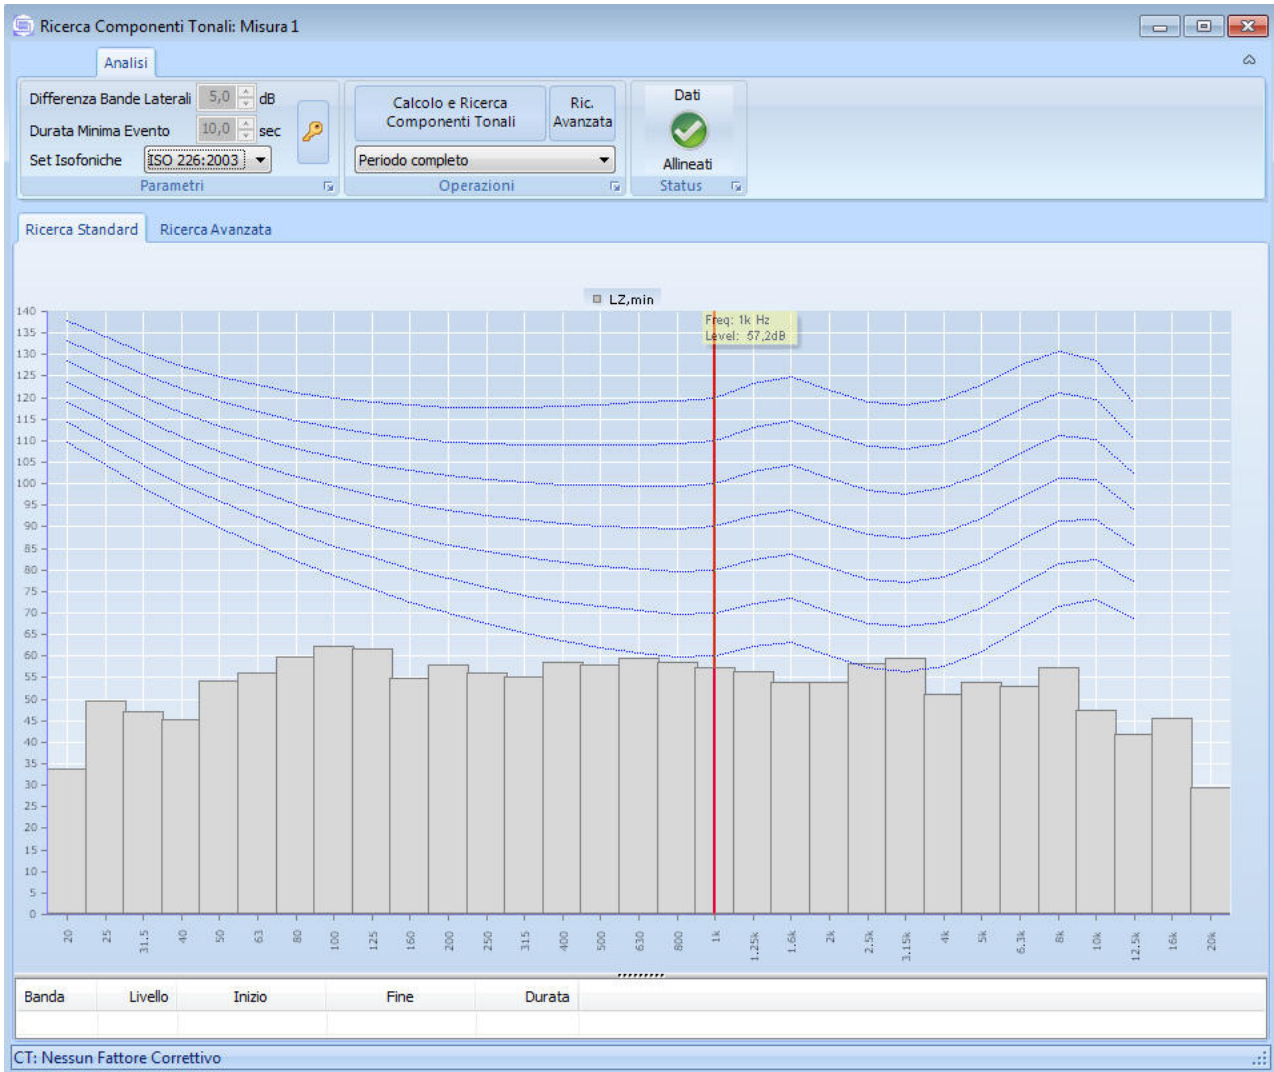 Ricerca Componenti Tonali: Misura 1
Analisi
Differenza Bande Laterali 5,0 dB
Durata Minima Evento 10,0 sec
Set Isofoniche ISO 226:2003
Parametri
Calcolo e Ricerca
Componenti Tonali
Ric.
Avanzata
Periodo completo
Operazioni
Dati
Allineati
Status
Ricerca Standard Ricerca Avanzata
LZ,min
Freq: 1k Hz
Level: 57,2dB
140
135
130
125
120
115
110
105
100
95
90
85
80
75
70
65
60
55
50
45
40
35
30
25
20
15
10
5
0
20 25 31.5 40 50 63 80 100 125 160 200 250 315 400 500 630 800 1k 1.25k 1.6k 2k 2.5k 3.15k 4k 5k 6.3k 8k 10k 12.5k 16k 20k
Banda Livello Inizio Fine Durata
CT: Nessun Fattore Correttivo